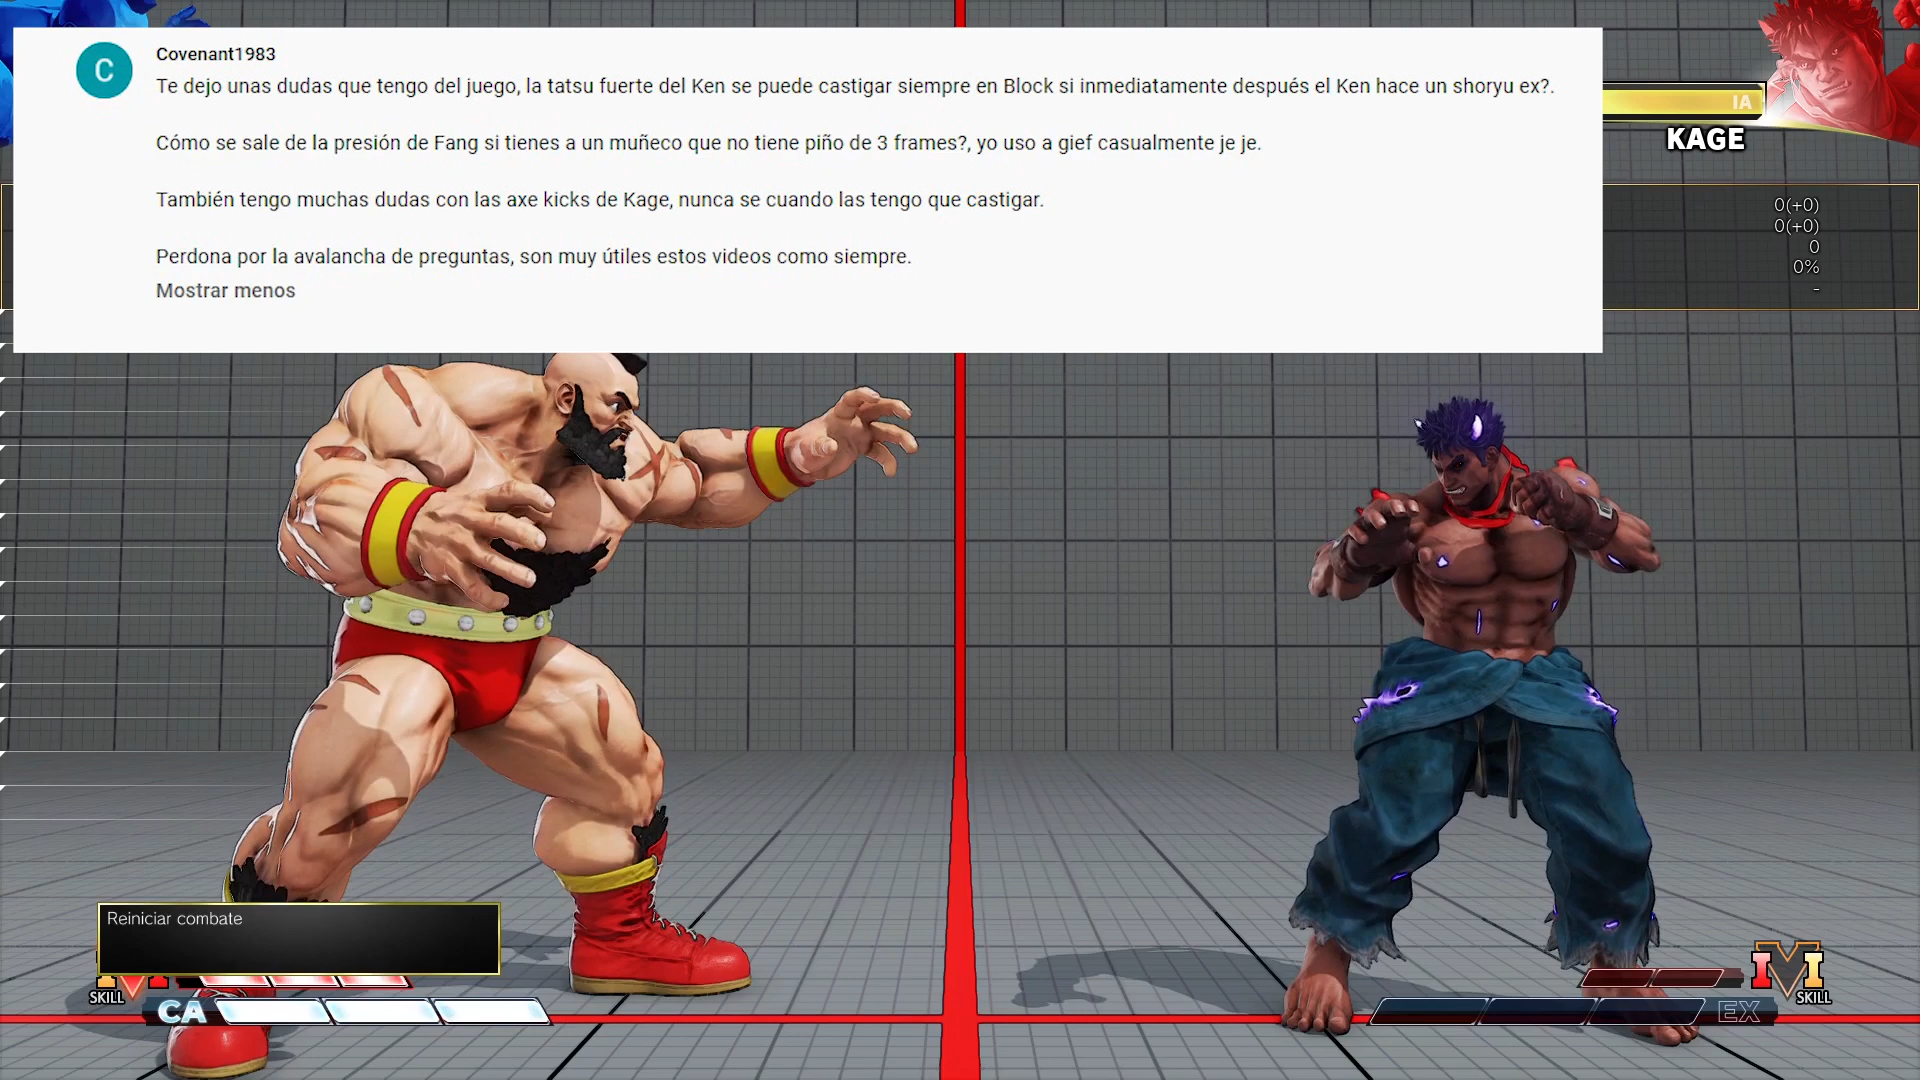 C
Covenant1983
Te dejo unas dudas que tengo del juego, la tatsu fuerte del Ken se puede castigar siempre en Block si inmediatamente después el Ken hace un shoryu ex?.
Cómo se sale de la presión de Fang si tienes a un muñeco que no tiene piño de 3 frames?, yo uso a gief casualmente je je.
También tengo muchas dudas con las axe kicks de Kage, nunca se cuando las tengo que castigar.
Perdona por la avalancha de preguntas, son muy útiles estos videos como siempre.
Mostrar menos
IA
KAGE
0(+0)
0(+0)
0
0%
-
Reiniciar combate
SKILL
CA
I
SKILL
EX